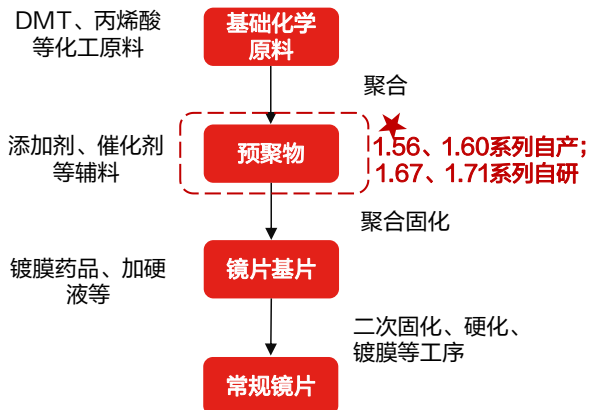 DMT、丙烯酸
等化工原料
基础化学
原料
聚合
添加剂、催化剂
等辅料
预聚物
1.56、1.60系列自产；
1.67、1.71系列自研
聚合固化
镀膜药品、加硬
液等
镜片基片
二次固化、硬化、
镀膜等工序
常规镜片